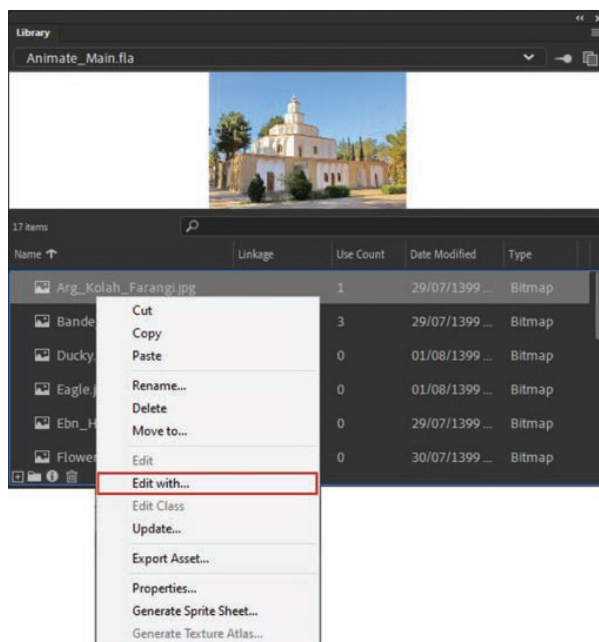 Library
Animate_Main.fla
17 items
Name Linkage Use Count Date Modified Type
Arg_Kolah_Farangi.jpg 1 29/07/1399 ... Bitmap
Bande 3 29/07/1399 ... Bitmap
Ducky. 0 01/08/1399 ... Bitmap
Eagle.j 0 01/08/1399 ... Bitmap
Ebn_H 0 29/07/1399 ... Bitmap
Flower 0 30/07/1399 ... Bitmap
Cut
Copy
Paste
Rename...
Delete
Move to...
Edit
Edit with...
Edit Class
Update...
Export Asset...
Properties...
Generate Sprite Sheet...
Generate Texture Atlas...